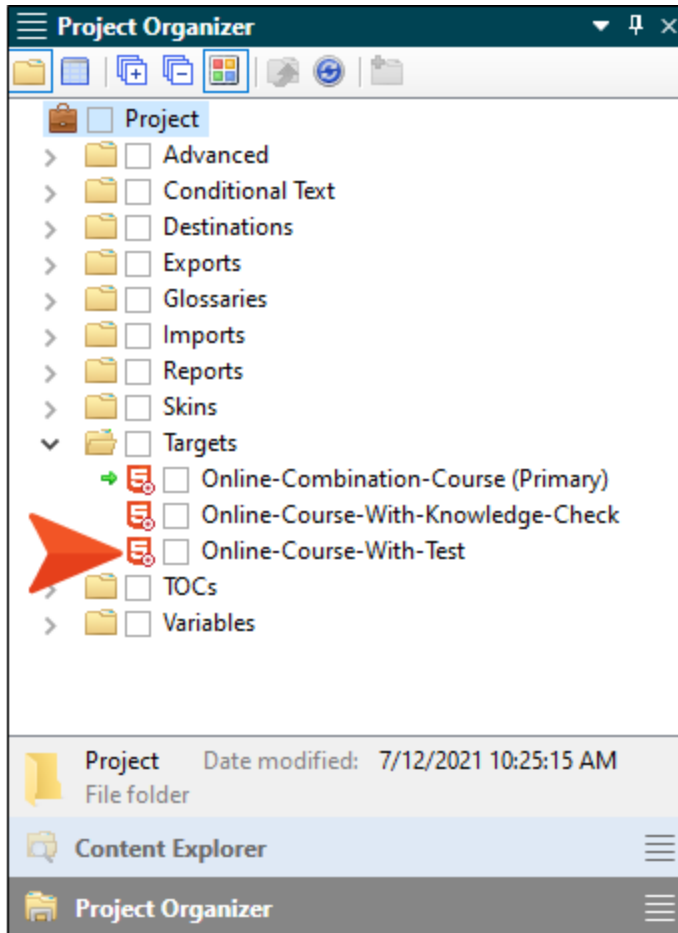 Project Organizer
Project
Advanced
Conditional Text
Destinations
Exports
Glossaries
Imports
Reports
Skins
Targets
Online-Combination-Course (Primary)
Online-Course-With-Knowledge-Check
Online-Course-With-Test
TOCs
Variables
Project Date modified: 7/12/2021 10:25:15 AM
File folder
Content Explorer
Project Organizer